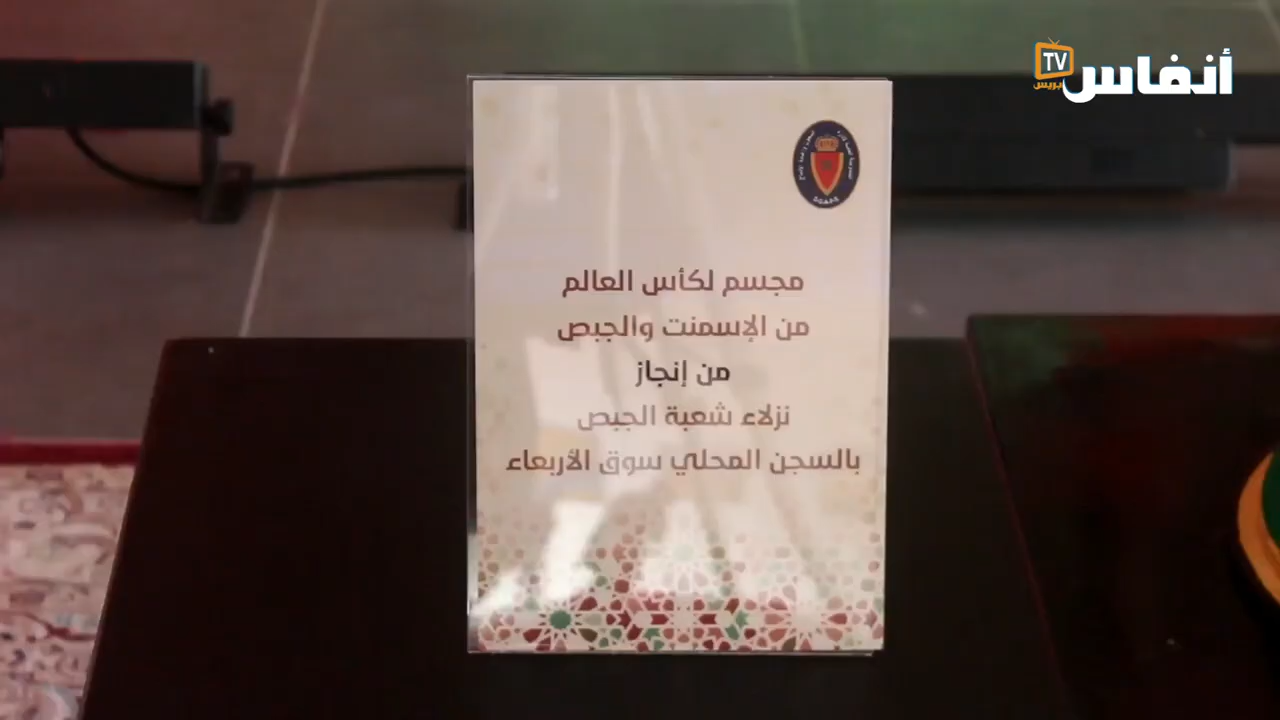 أنفاس
بريس
TV
مجسم لكأس العالم
من الإسمنت والجبص
من إنجاز
نزلاء شعبة الجبص
بالسجن المحلي سوق الأربعاء
D.G.A.P.R